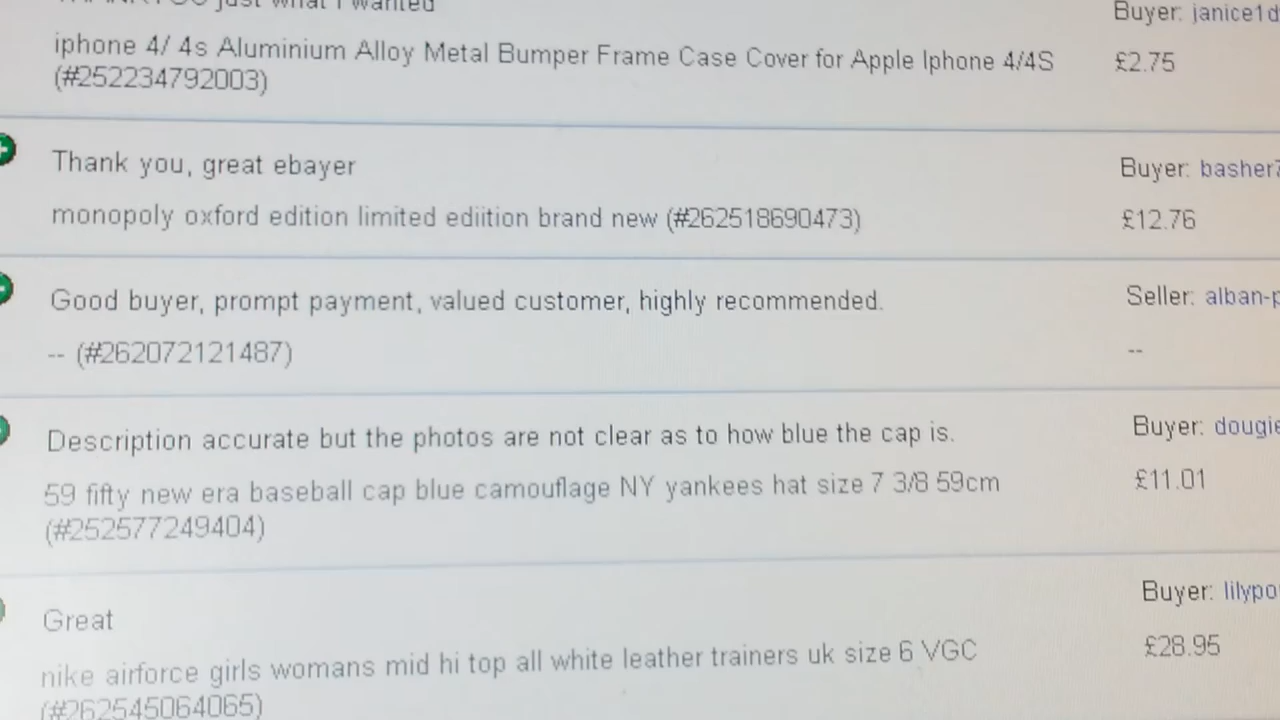 just what I wanted
Buyer: janice1d
iphone 4/ 4s Aluminium Alloy Metal Bumper Frame Case Cover for Apple Iphone 4/4S
£2.75
(#252234792003)
Thank you, great ebayer
Buyer: basher
monopoly oxford edition limited ediition brand new (#262518690473)
£12.76
Good buyer, prompt payment, valued customer, highly recommended.
Seller: alban-p
-- (#262072121487)
--
Description accurate but the photos are not clear as to how blue the cap is.
Buyer: dougie
59 fifty new era baseball cap blue camouflage NY yankees hat size 7 3/8 59cm
£11.01
(#252577249404)
Great
Buyer: lilypo
nike airforce girls womans mid hi top all white leather trainers uk size 6 VGC
£28.95
(#262545064065)